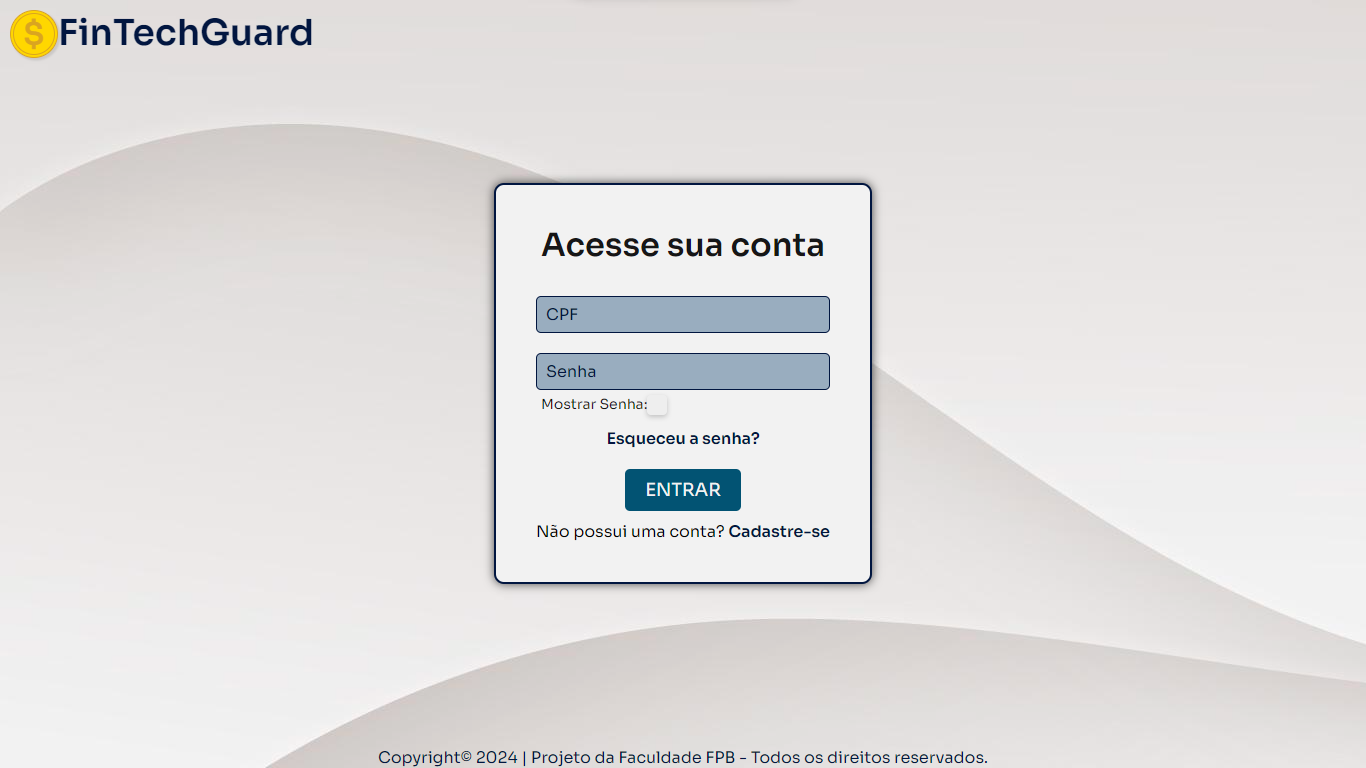 $ FinTechGuard
Acesse sua conta
CPF
Senha
Mostrar Senha:
Esqueceu a senha?
ENTRAR
Não possui uma conta? Cadastre-se
Copyright© 2024 | Projeto da Faculdade FPB - Todos os direitos reservados.